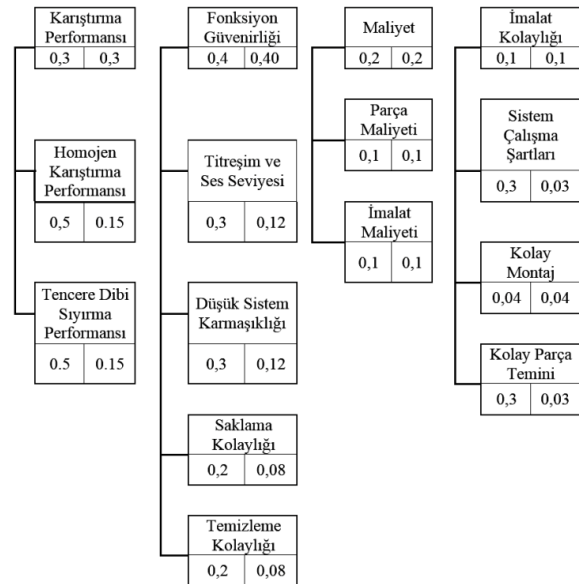 Karıştırma
Performansı
0,3 0,3
Homojen
Karıştırma
Performansı
0,5 0.15
Tencere Dibi
Sıyırma
Performansı
0.5 0.15
Fonksiyon
Güvenirliği
0,4 0,40
Titreşim ve
Ses Seviyesi
0,3 0,12
Düşük Sistem
Karmaşıklığı
0,3 0,12
Saklama
Kolaylığı
0,2 0,08
Temizleme
Kolaylığı
0,2 0,08
Maliyet
0,2 0,2
Parça
Maliyeti
0,1 0,1
İmalat
Maliyeti
0,1 0,1
İmalat
Kolaylığı
0,1 0,1
Sistem
Çalışma
Şartları
0,3 0,03
Kolay
Montaj
0,04 0,04
Kolay Parça
Temini
0,3 0,03